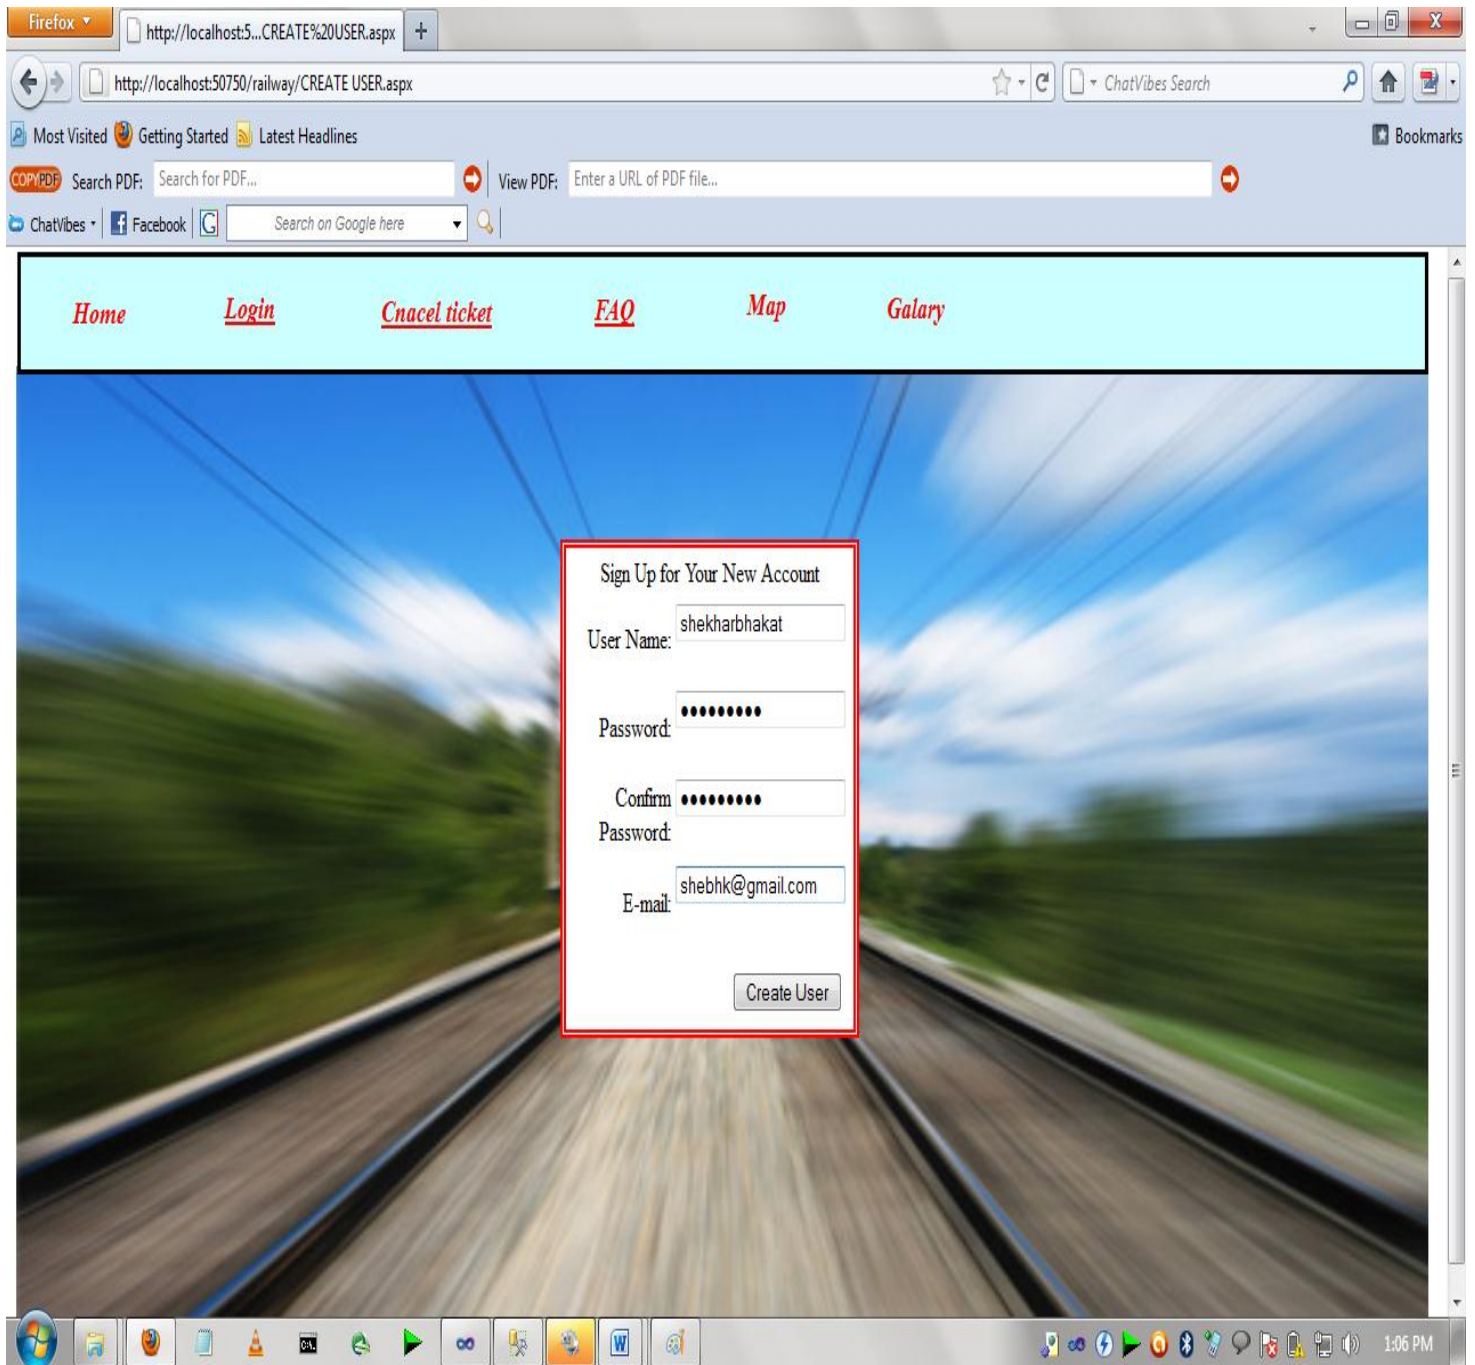 Firefox
http://localhost:5...CREATE%20USER.aspx +
http://localhost:50750/railway/CREATE USER.aspx ChatVibes Search
Most Visited Getting Started Latest Headlines Bookmarks
COPYPDF Search PDF: Search for PDF... View PDF: Enter a URL of PDF file...
ChatVibes Facebook G Search on Google here
Home Login Cnacel ticket FAQ Map Galary
Sign Up for Your New Account
User Name: shekharbhakat
Password: •••••••••
Confirm •••••••••
Password:
E-mail: shebhk@gmail.com
Create User
1:06 PM